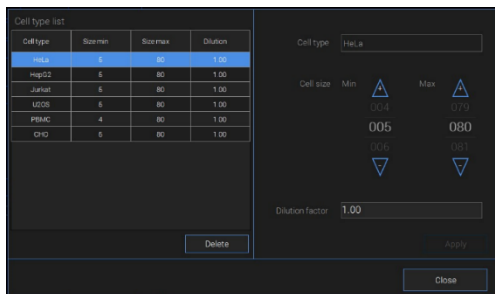 Cell type list
Cell type Size min Size max Dilution
HeLa 5 80 1.00
HepG2 5 80 1.00
Jurkat 5 80 1.00
U2OS 5 80 1.00
PBMC 4 80 1.00
CHO 5 80 1.00
Delete
Cell type HeLa
Cell size Min Max
004 079
005 080
006 081
Dilution factor 1.00
Apply
Close